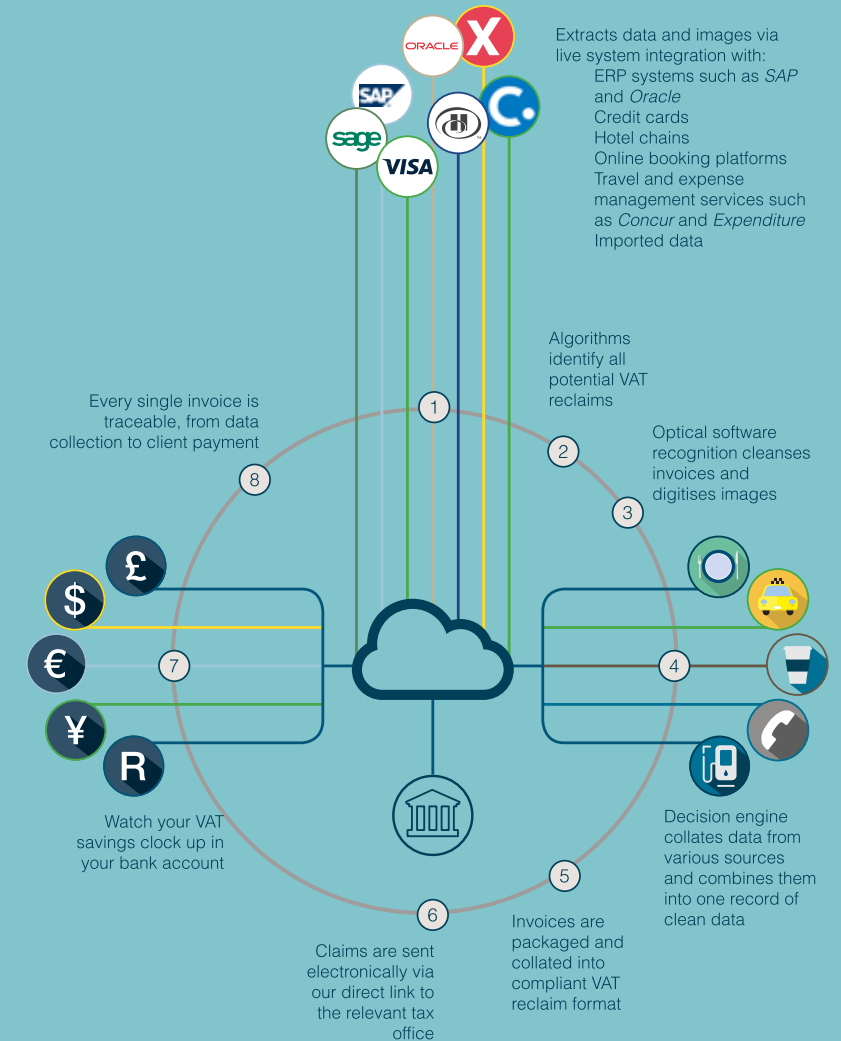 ORACLE
X
SAP
C.
sage
VISA
H
Extracts data and images via
live system integration with:
ERP systems such as SAP
and Oracle
Credit cards
Hotel chains
Online booking platforms
Travel and expense
management services such
as Concur and Expenditure
Imported data
1
Algorithms
identify all
potential VAT
reclaims
2
Optical software
recognition cleanses
invoices and
digitises images
3
4
Decision engine
collates data from
various sources
and combines them
into one record of
clean data
5
Invoices are
packaged and
collated into
compliant VAT
reclaim format
6
Claims are sent
electronically via
our direct link to
the relevant tax
office
£
$
€
¥
R
7
Watch your VAT
savings clock up in
your bank account
Every single invoice is
traceable, from data
collection to client payment
8